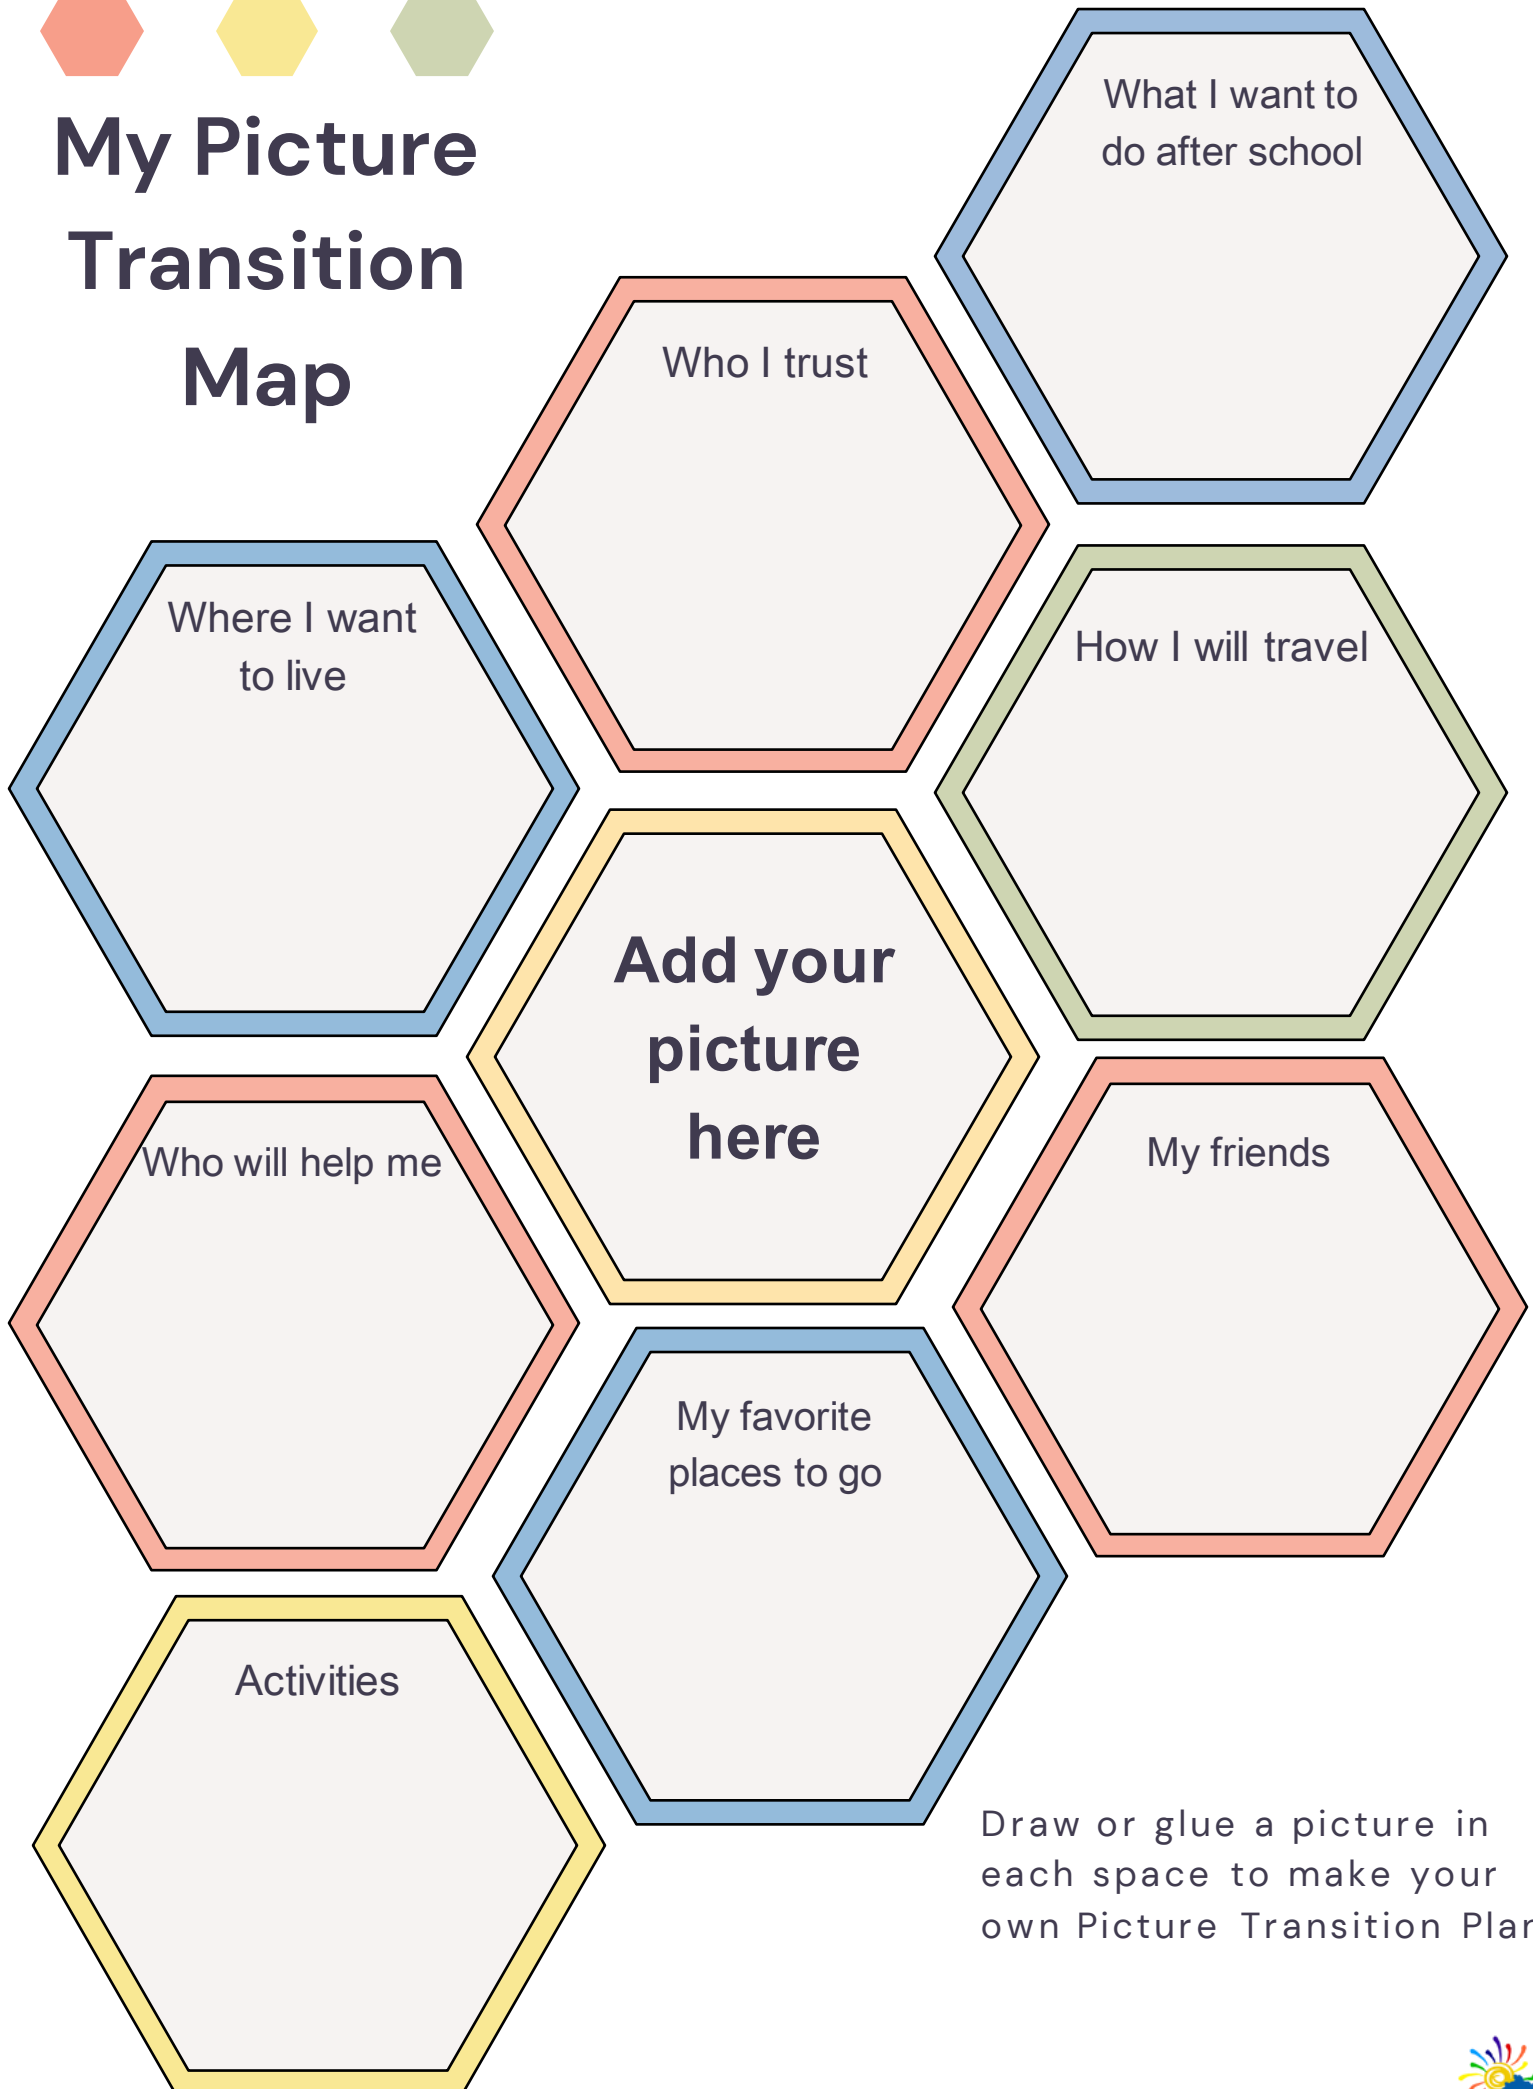 My Picture
Transition
Map
What I want to
do after school
Who I trust
Where I want
to live
How I will travel
Add your
picture
here
Who will help me
My friends
My favorite
places to go
Activities
Draw or glue a picture in
each space to make your
own Picture Transition Plan